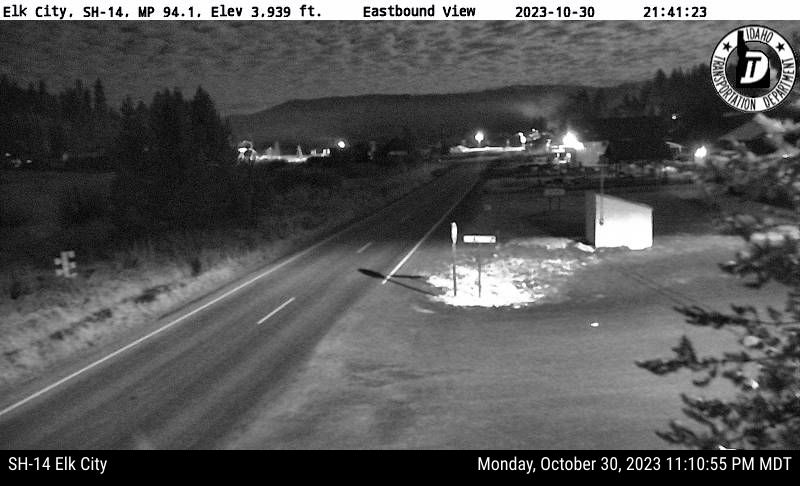 Elk City, SH-14, MP 94.1, Elev 3,939 ft. Eastbound View 2023-10-30 21:41:23
IDAHO
TRANSPORTATION DEPARTMENT
SH-14 Elk City Monday, October 30, 2023 11:10:55 PM MDT